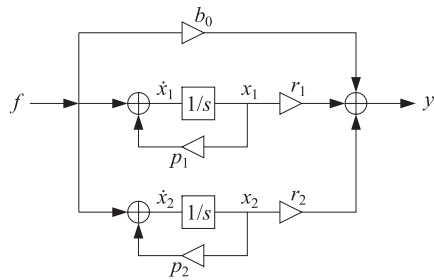 b₀
f
ẋ₁ 1/s x₁ r₁
y
p₁
ẋ₂ 1/s x₂ r₂
p₂